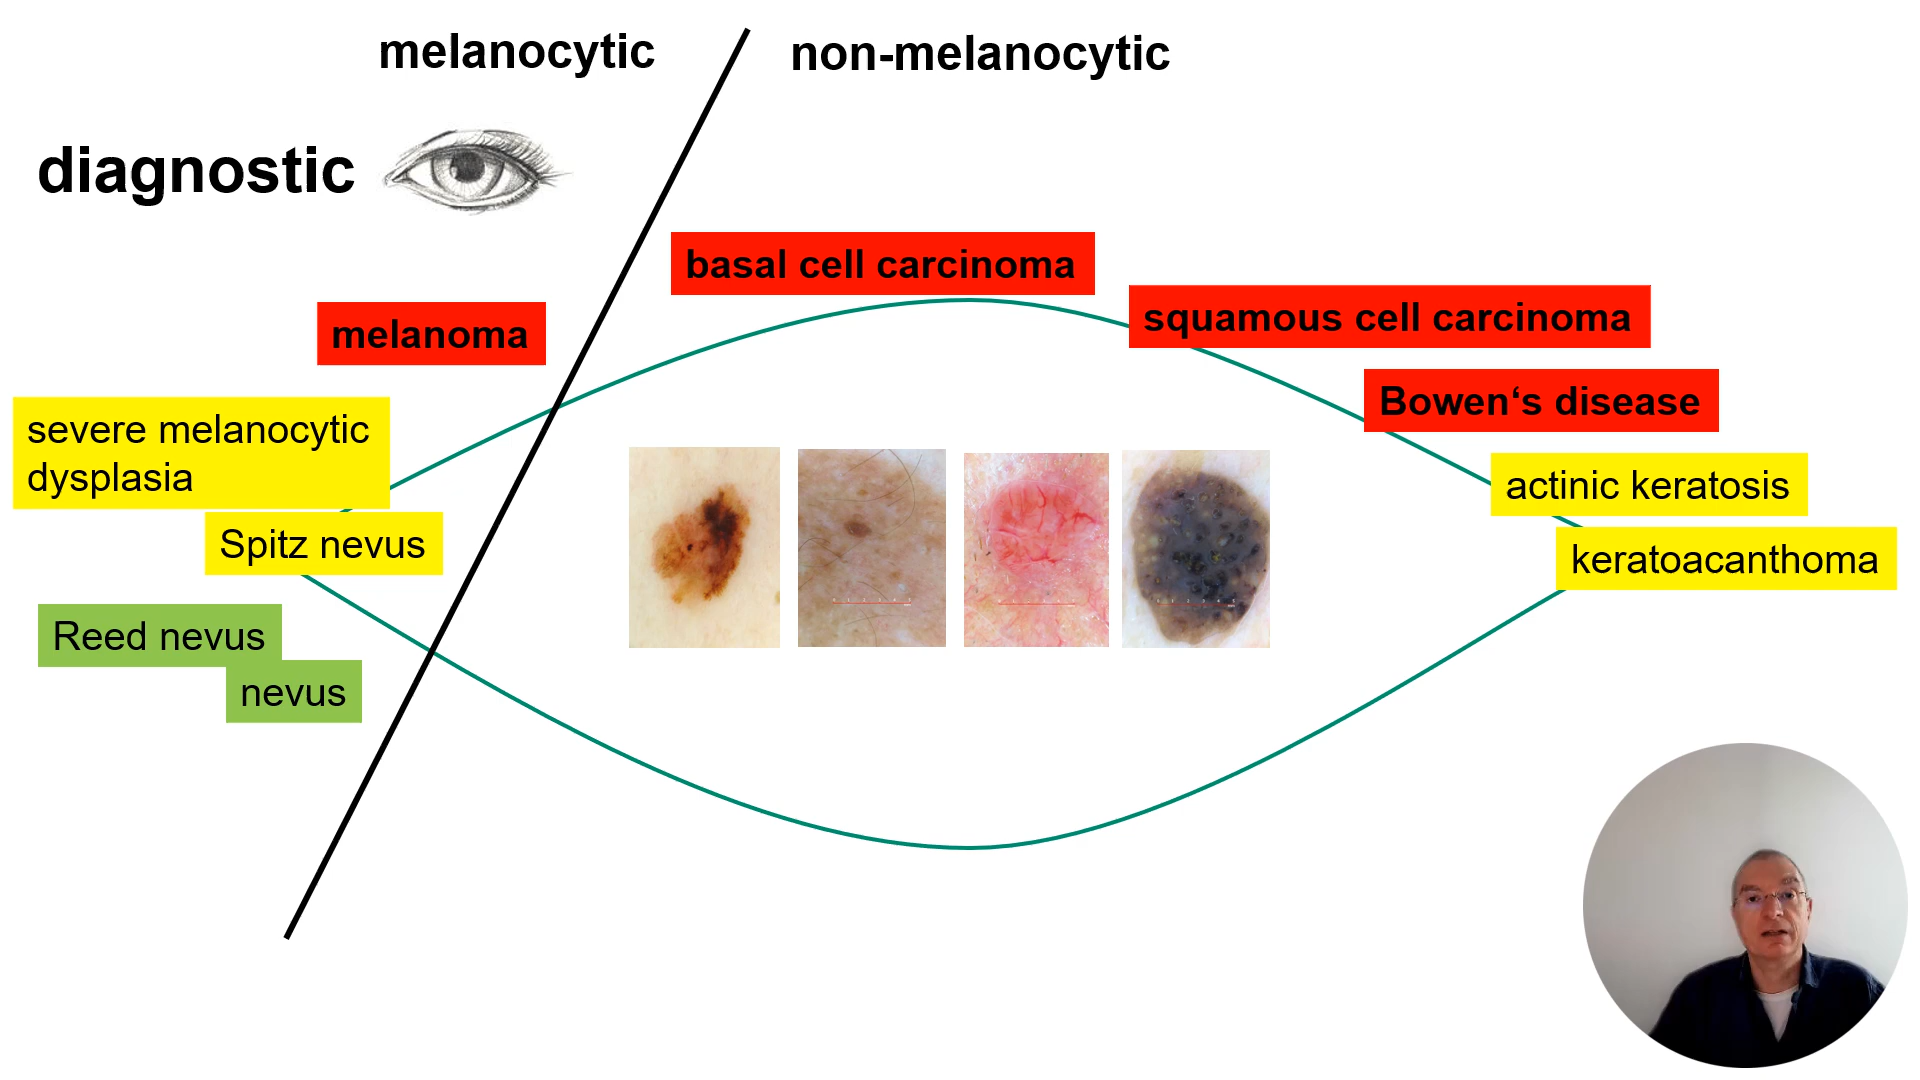 melanocytic
non-melanocytic
diagnostic
basal cell carcinoma
squamous cell carcinoma
melanoma
Bowen‘s disease
severe melanocytic
dysplasia
actinic keratosis
Spitz nevus
keratoacanthoma
Reed nevus
nevus